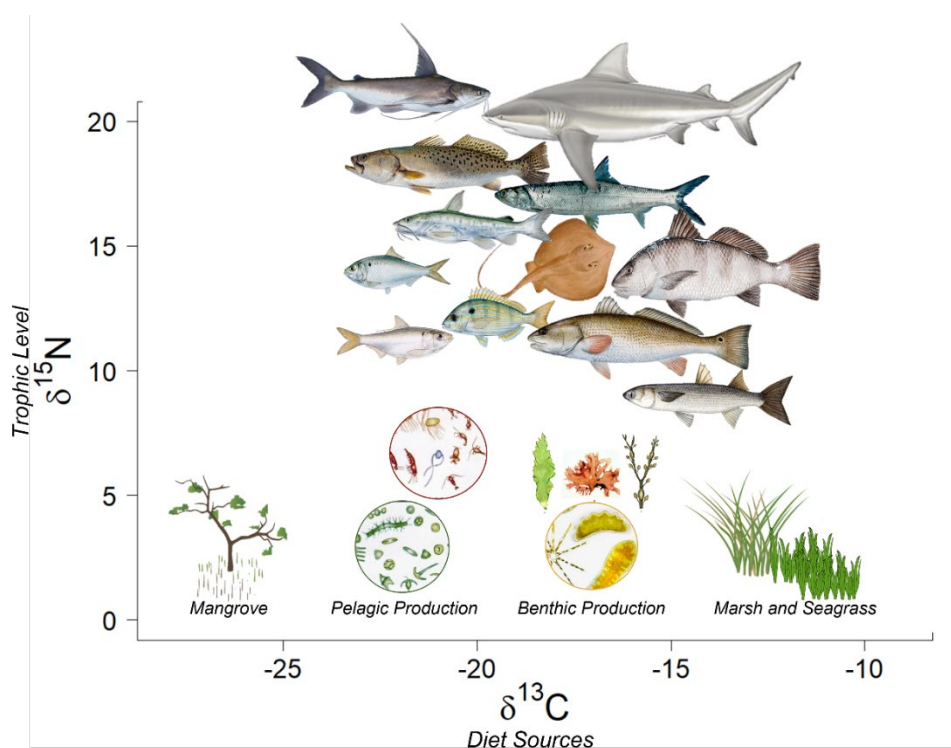 20
15
10
5
0
Trophic Level
δ15N
Mangrove
Pelagic Production
Benthic Production
Marsh and Seagrass
-25
-20
-15
-10
δ13C
Diet Sources